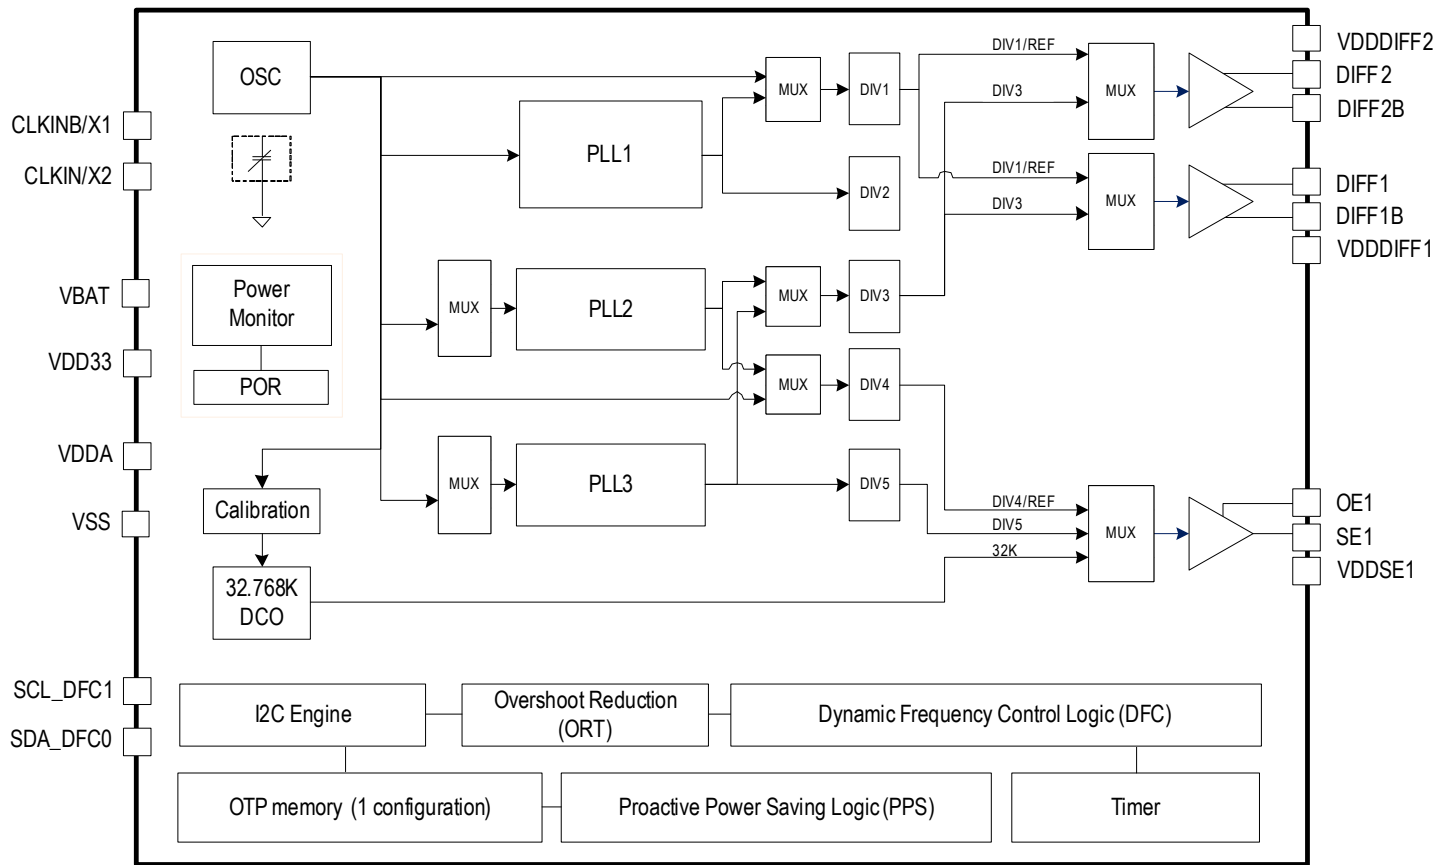 VDDDIFF2
OSC
DIV1/REF
DIFF2
MUX
DIV1
MUX
DIV3
DIFF2B
CLKINB/X1
PLL1
CLKIN/X2
DIV1/REF
DIFF1
DIV2
MUX
DIV3
DIFF1B
VDDDIFF1
VBAT
Power
Monitor
MUX
PLL2
MUX
DIV3
VDD33
POR
MUX
DIV4
VDDA
MUX
PLL3
DIV5
Calibration
VSS
DIV4/REF
OE1
DIV5
MUX
SE1
32K
VDDSE1
32.768K
DCO
SCL_DFC1
SDA_DFC0
I2C Engine
Overshoot Reduction
(ORT)
Dynamic Frequency Control Logic (DFC)
OTP memory (1 configuration)
Proactive Power Saving Logic (PPS)
Timer